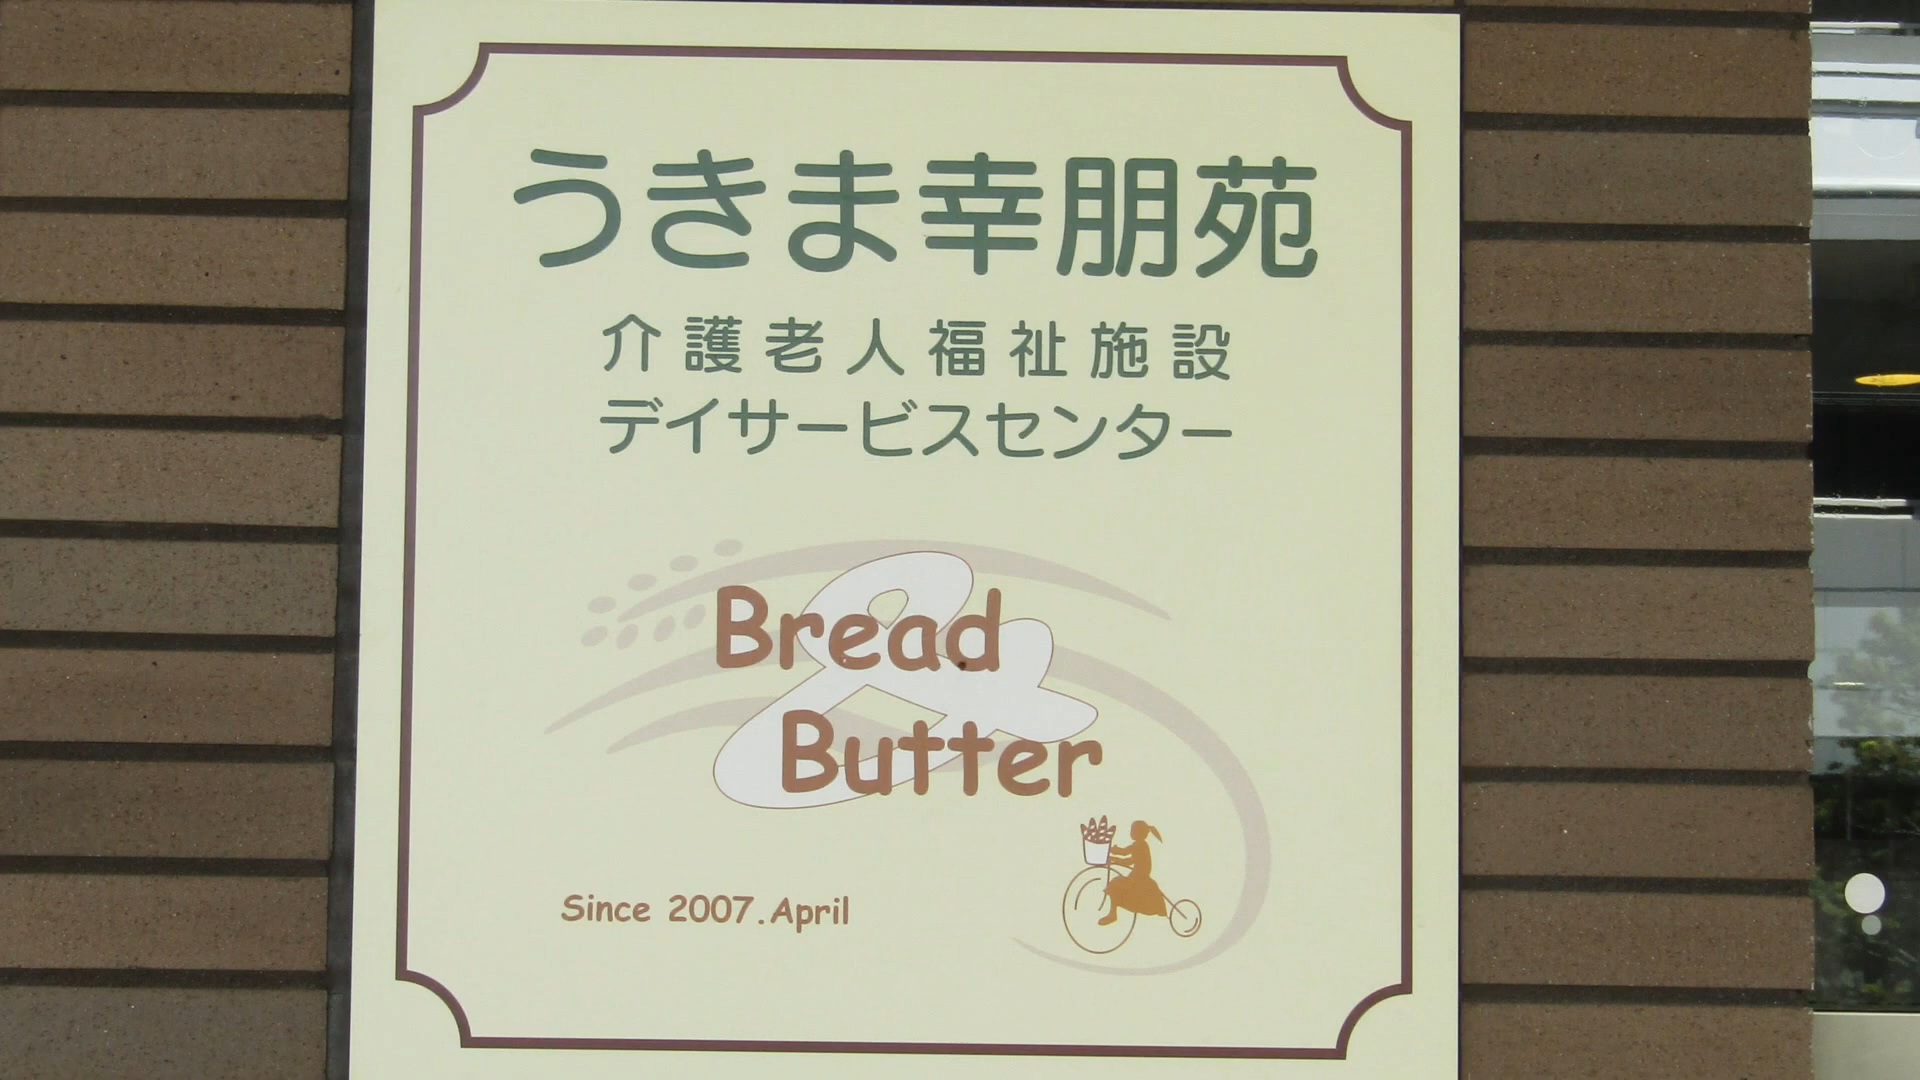 うきま幸朋苑
介護老人福祉施設
デイサービスセンター
Bread
&
Butter
Since 2007.April